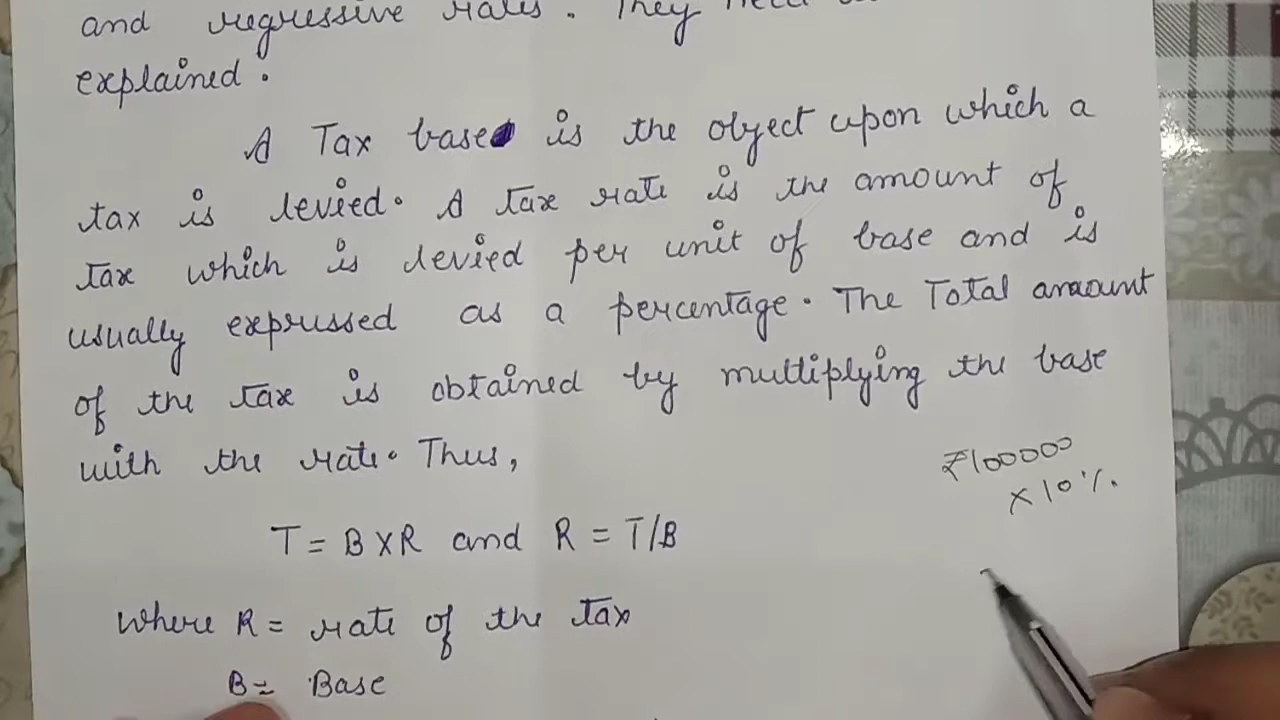 and regressive rates. They need
explained.
A Tax base is the object upon which a
tax is levied. A tax rate is the amount of
tax which is levied per unit of base and is
usually expressed as a percentage. The Total amount
of the tax is obtained by multiplying the base
with the rate. Thus,
₹100000
x 10%.
T = B x R and R = T/B
where R = rate of the tax
B = Base